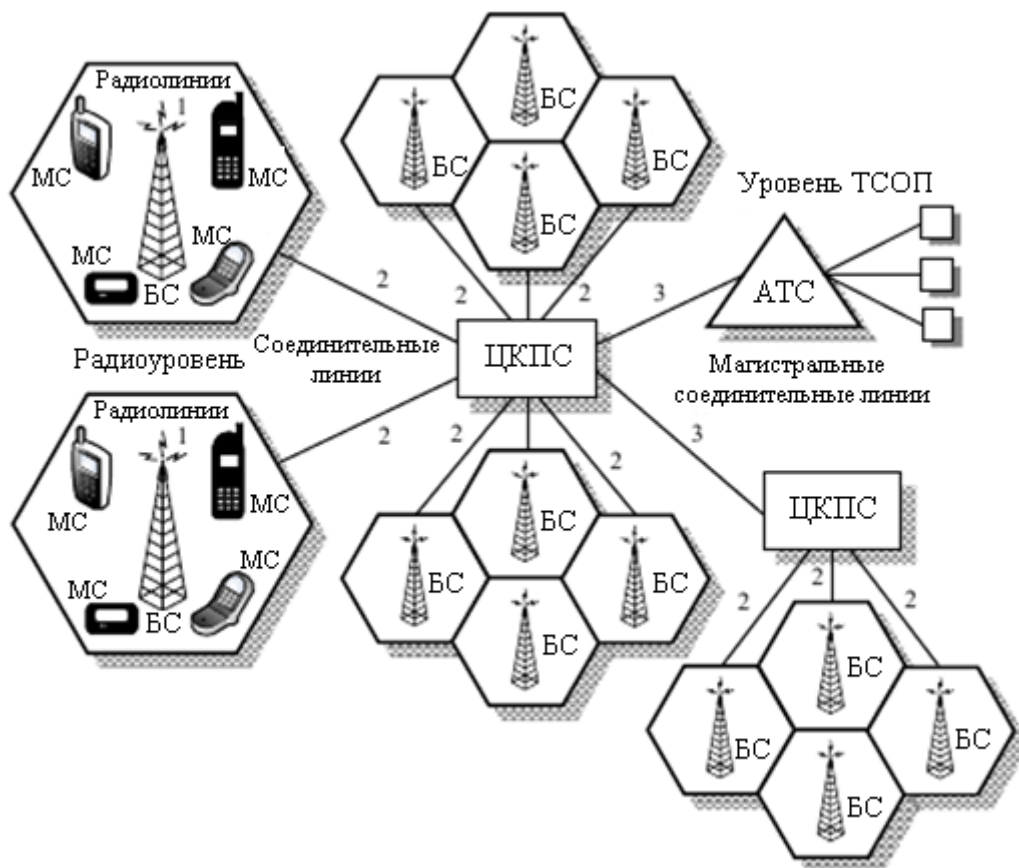 Радиолинии
1
МС
МС
МС
МС
БС
БС
БС
БС
БС
Уровень ТСОП
АТС
2
2
2
3
Радиоуровень
Соединительные
линии
ЦКПС
Магистральные
соединительные линии
Радиолинии
1
МС
МС
МС
МС
БС
2
2
2
3
БС
БС
БС
БС
ЦКПС
2
2
2
БС
БС
БС
БС